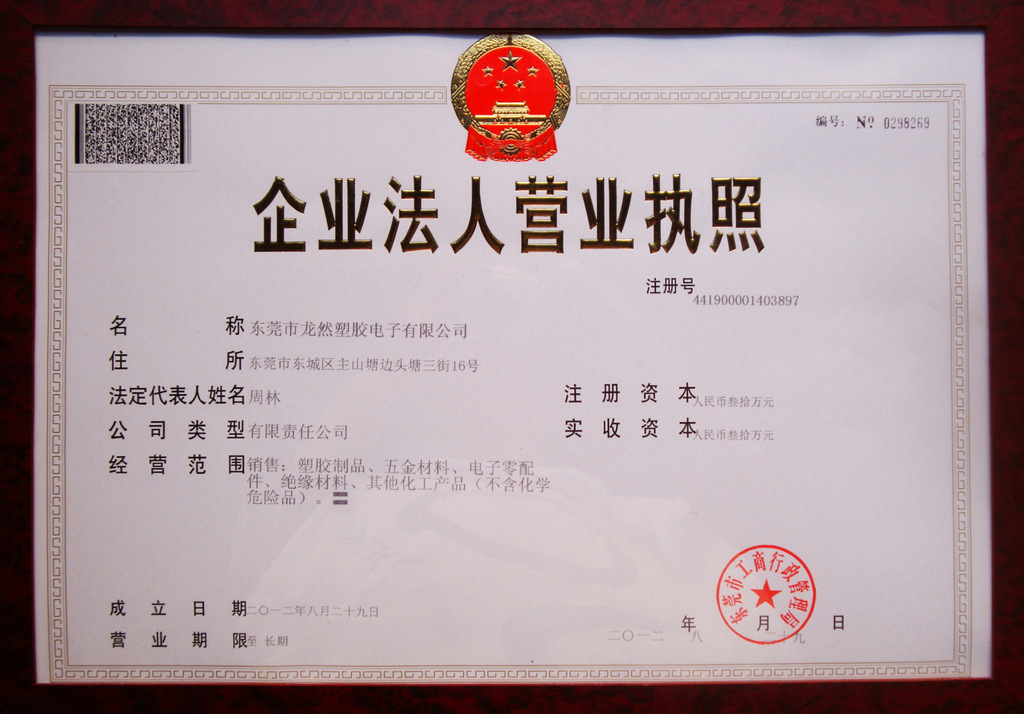 编号： Nº 0298269
企业法人营业执照
注册号 441900001403897
名称 东莞市龙然塑胶电子有限公司
住所 东莞市东城区主山塘边头塘三街16号
法定代表人姓名 周林
注册资本 人民币叁拾万元
公司类型 有限责任公司
实收资本 人民币叁拾万元
经营范围 销售：塑胶制品、五金材料、电子零配
件、绝缘材料、其他化工产品（不含化学
危险品）。
东莞市工商行政管理局
成立日期 二〇一二年八月二十九日
营业期限 至 长期
二〇一二 年 八 月 二十九 日